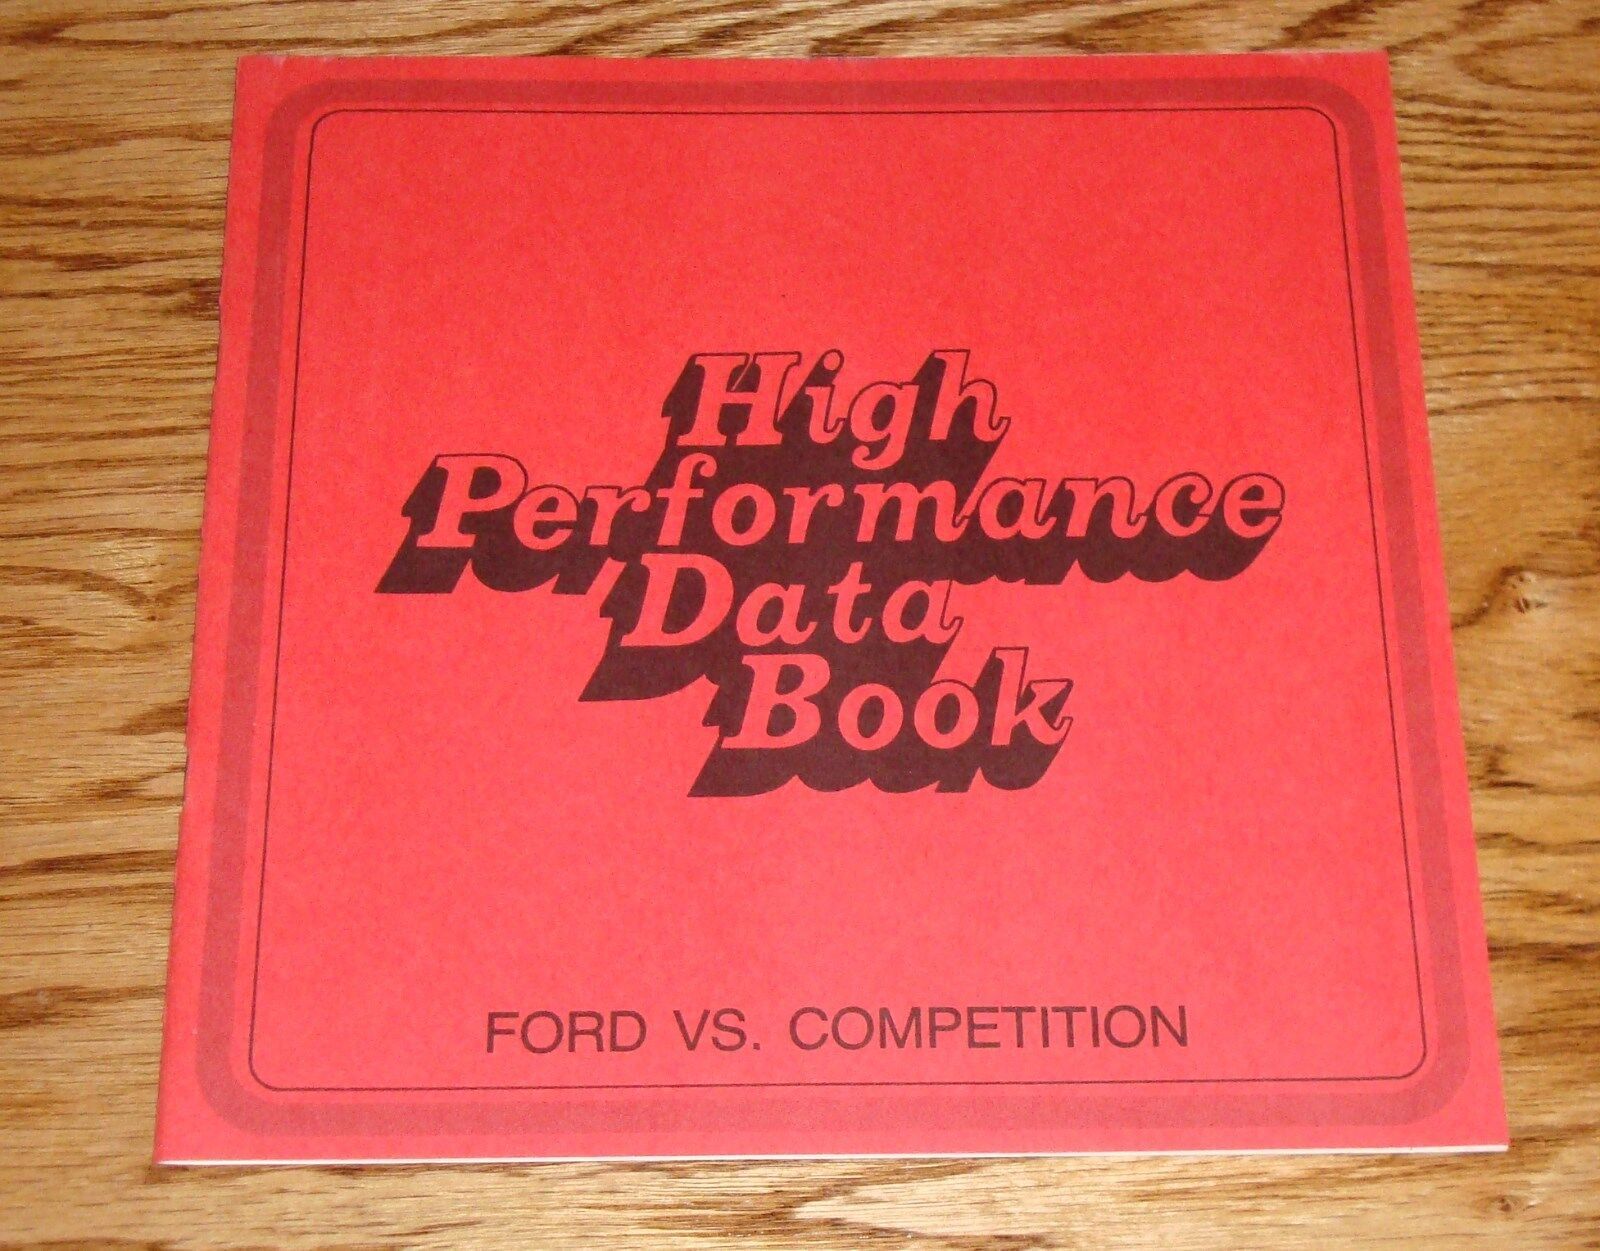 High
Performance
Data
Book
FORD VS. COMPETITION